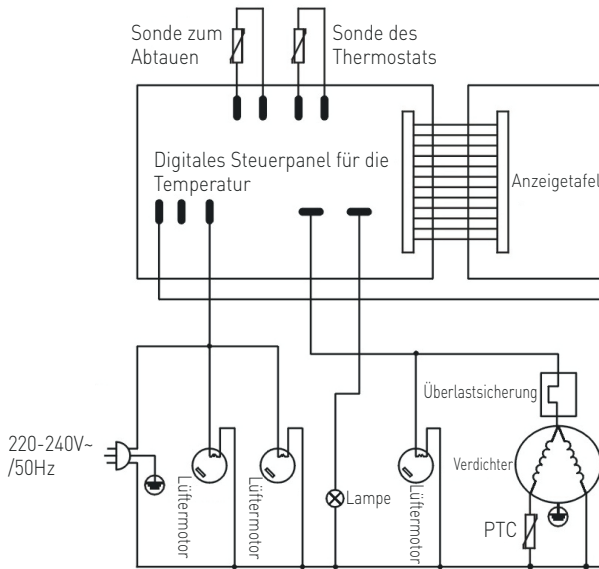 Sonde zum
Abtauen
Sonde des
Thermostats
Digitales Steuerpanel für die
Temperatur
Anzeigetafel
Überlastsicherung
220-240V~
/50Hz
Lüftermotor
Lüftermotor
Lampe
Lüftermotor
Verdichter
PTC